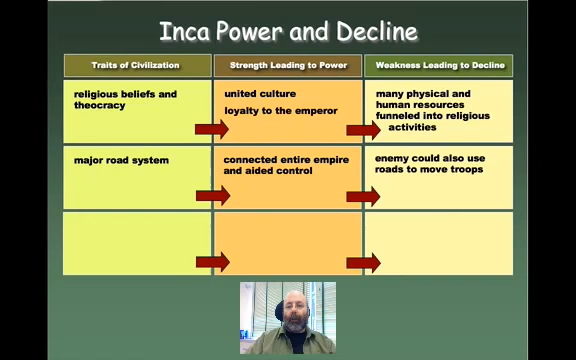 Inca Power and Decline
Traits of Civilization
Strength Leading to Power
Weakness Leading to Decline
religious beliefs and
theocracy
united culture
loyalty to the emperor
many physical and
human resources
funneled into religious
activities
major road system
connected entire empire
and aided control
enemy could also use
roads to move troops